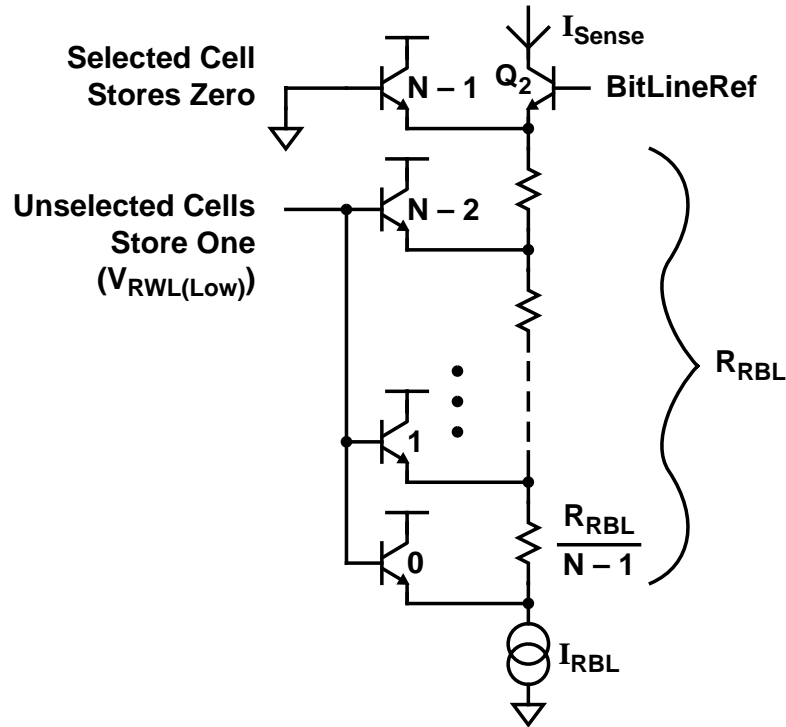 I_Sense
Selected Cell
Stores Zero
N – 1
Q_2
BitLineRef
Unselected Cells
Store One
(V_RWL(Low))
N – 2
R_RBL
1
0
R_RBL
N – 1
I_RBL